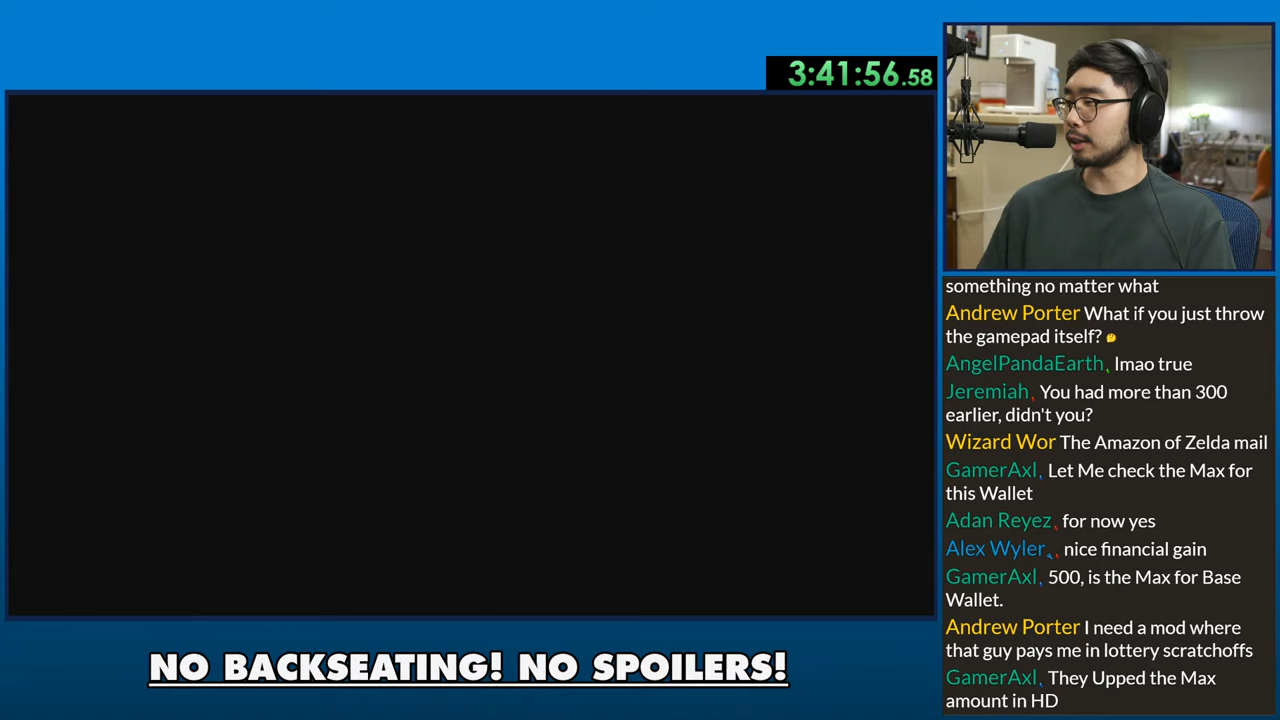 3:41:56.58
something no matter what
Andrew Porter What if you just throw
the gamepad itself?
AngelPandaEarth lmao true
Jeremiah You had more than 300
earlier, didn't you?
Wizard Wor The Amazon of Zelda mail
GamerAxl Let Me check the Max for
this Wallet
Adan Reyez for now yes
Alex Wyler nice financial gain
GamerAxl 500, is the Max for Base
Wallet.
Andrew Porter I need a mod where
that guy pays me in lottery scratchoffs
GamerAxl They Upped the Max
amount in HD
NO BACKSEATING! NO SPOILERS!